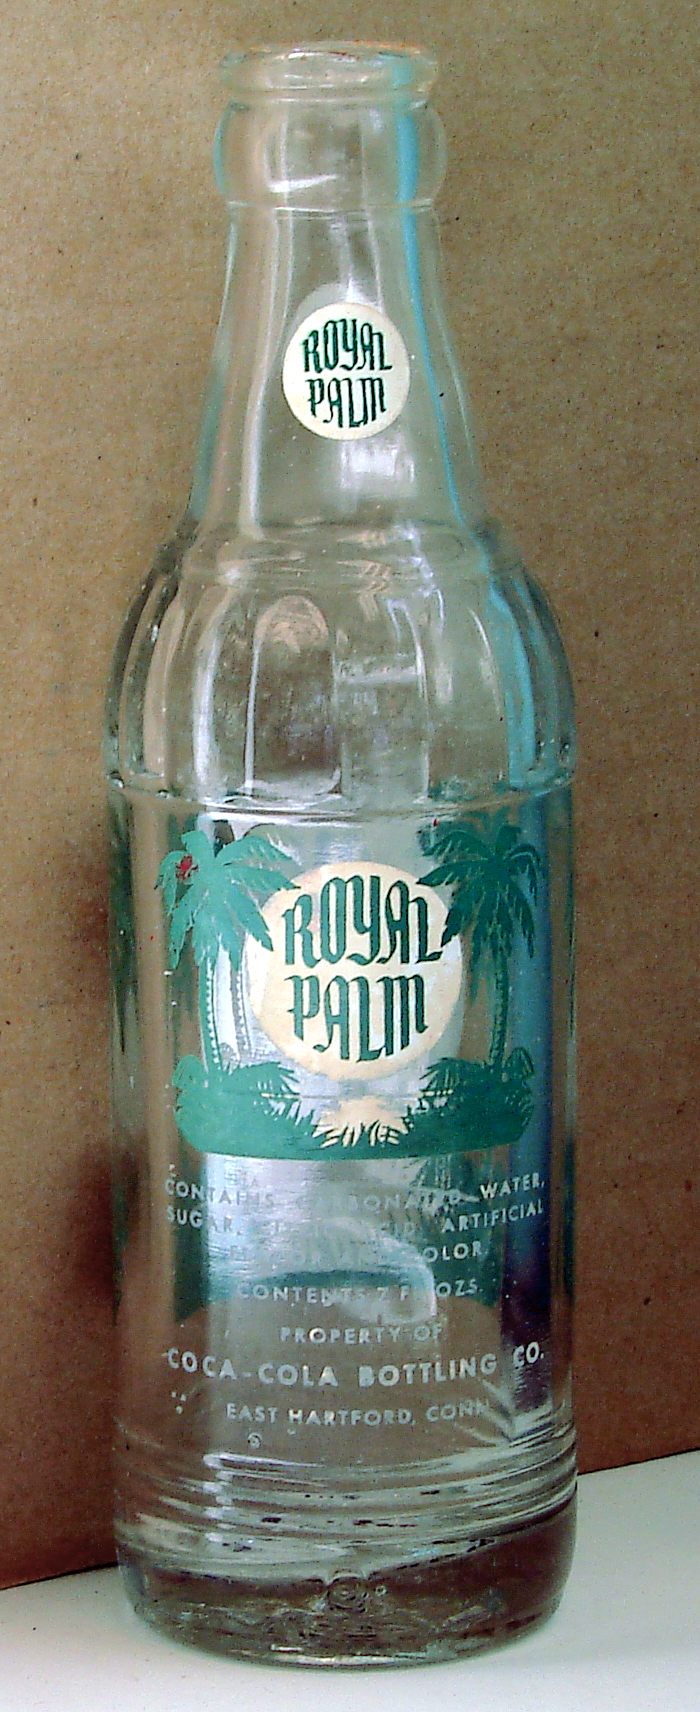 ROYAL
PALM
ROYAL
PALM
CONTAINS CARBONATED WATER,
SUGAR, ARTIFICIAL
COLOR
CONTENTS 7 FL. OZS.
PROPERTY OF
COCA-COLA BOTTLING CO.
EAST HARTFORD, CONN.